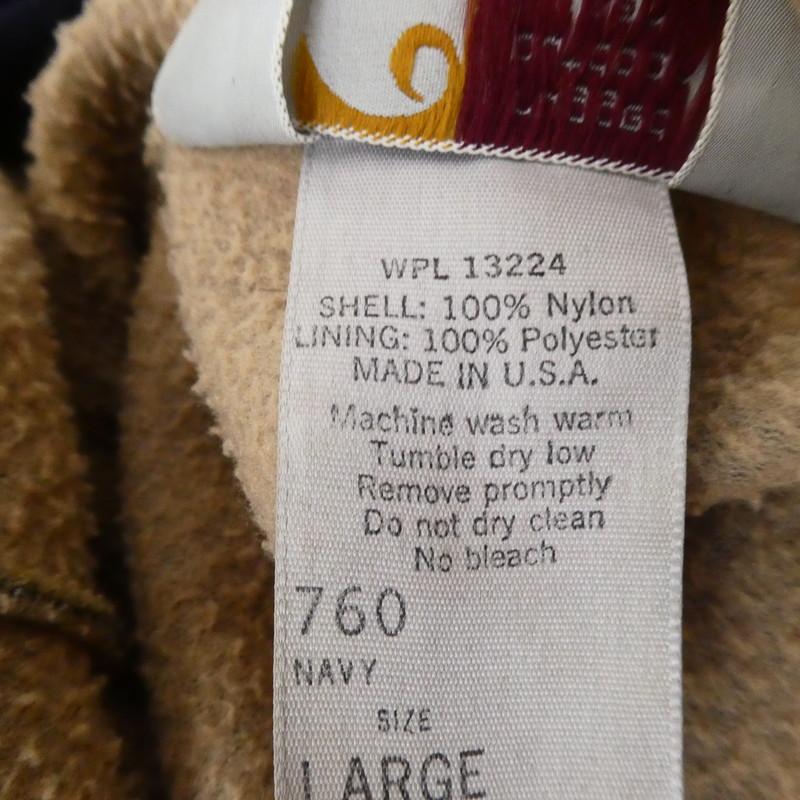 WPL 13224
SHELL: 100% Nylon
LINING: 100% Polyester
MADE IN U.S.A.
Machine wash warm
Tumble dry low
Remove promptly
Do not dry clean
No bleach
760
NAVY
SIZE
LARGE